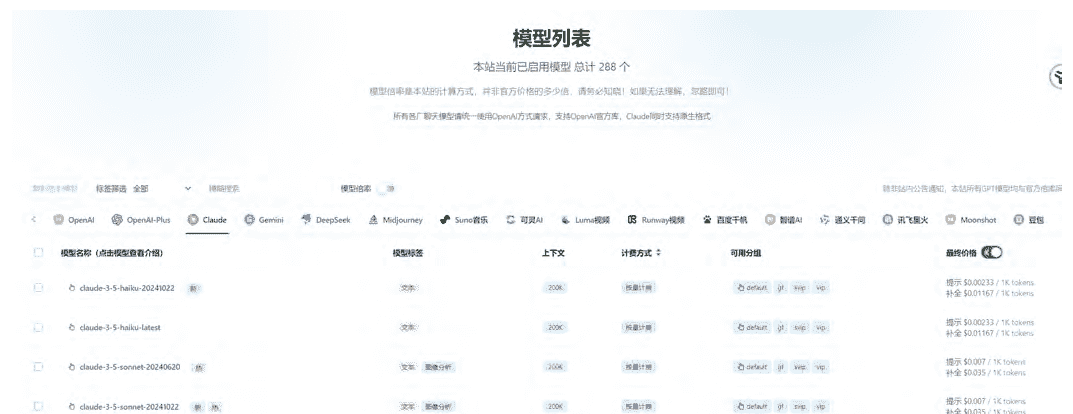 模型列表
本站当前已启用模型 总计 288 个
模型倍率是本站的计算方式，并非官方价格的多少倍，请务必知晓！如果无法理解，忽略即可！
所有各厂聊天模型请统一使用OpenAI方式请求，支持OpenAI官方库，Claude同时支持原生格式
标签筛选 全部 模糊搜索 模型倍率
OpenAI OpenAI-Plus Claude Gemini DeepSeek Midjourney Suno音乐 可灵AI Luma视频 Runway视频 百度千帆 智谱AI 通义千问 讯飞星火 Moonshot 豆包
模型名称（点击模型查看介绍） 模型标签 上下文 计费方式 可用分组 最终价格
claude-3-5-haiku-20241022 新 文本 200K 按量计费 default svip vip 提示 $0.00233 / 1K tokens
补全 $0.01167 / 1K tokens
claude-3-5-haiku-latest 文本 200K 按量计费 default svip vip 提示 $0.00233 / 1K tokens
补全 $0.01167 / 1K tokens
claude-3-5-sonnet-20240620 热 文本 图像分析 200K 按量计费 default svip vip 提示 $0.007 / 1K tokens
补全 $0.035 / 1K tokens
claude-3-5-sonnet-20241022 热 文本 图像分析 200K 按量计费 default svip vip 提示 $0.007 / 1K tokens
补全 $0.035 / 1K tokens